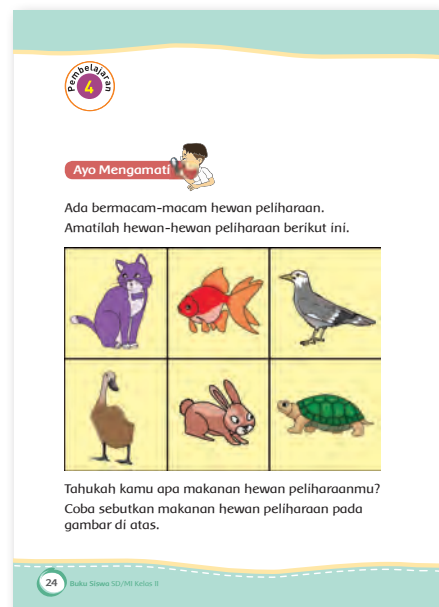 Pembelajaran
4
Ayo Mengamati
Ada bermacam-macam hewan peliharaan.
Amatilah hewan-hewan peliharaan berikut ini.
Tahukah kamu apa makanan hewan peliharaanmu?
Coba sebutkan makanan hewan peliharaan pada
gambar di atas.
24 Buku Siswa SD/MI Kelas II